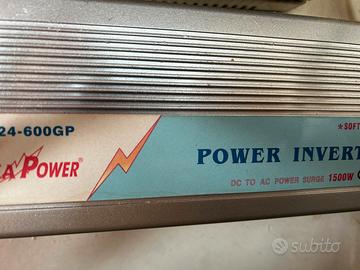 24-600GP
*SOFT
POWER®
POWER INVERT
DC TO AC POWER SURGE 1500W
subito